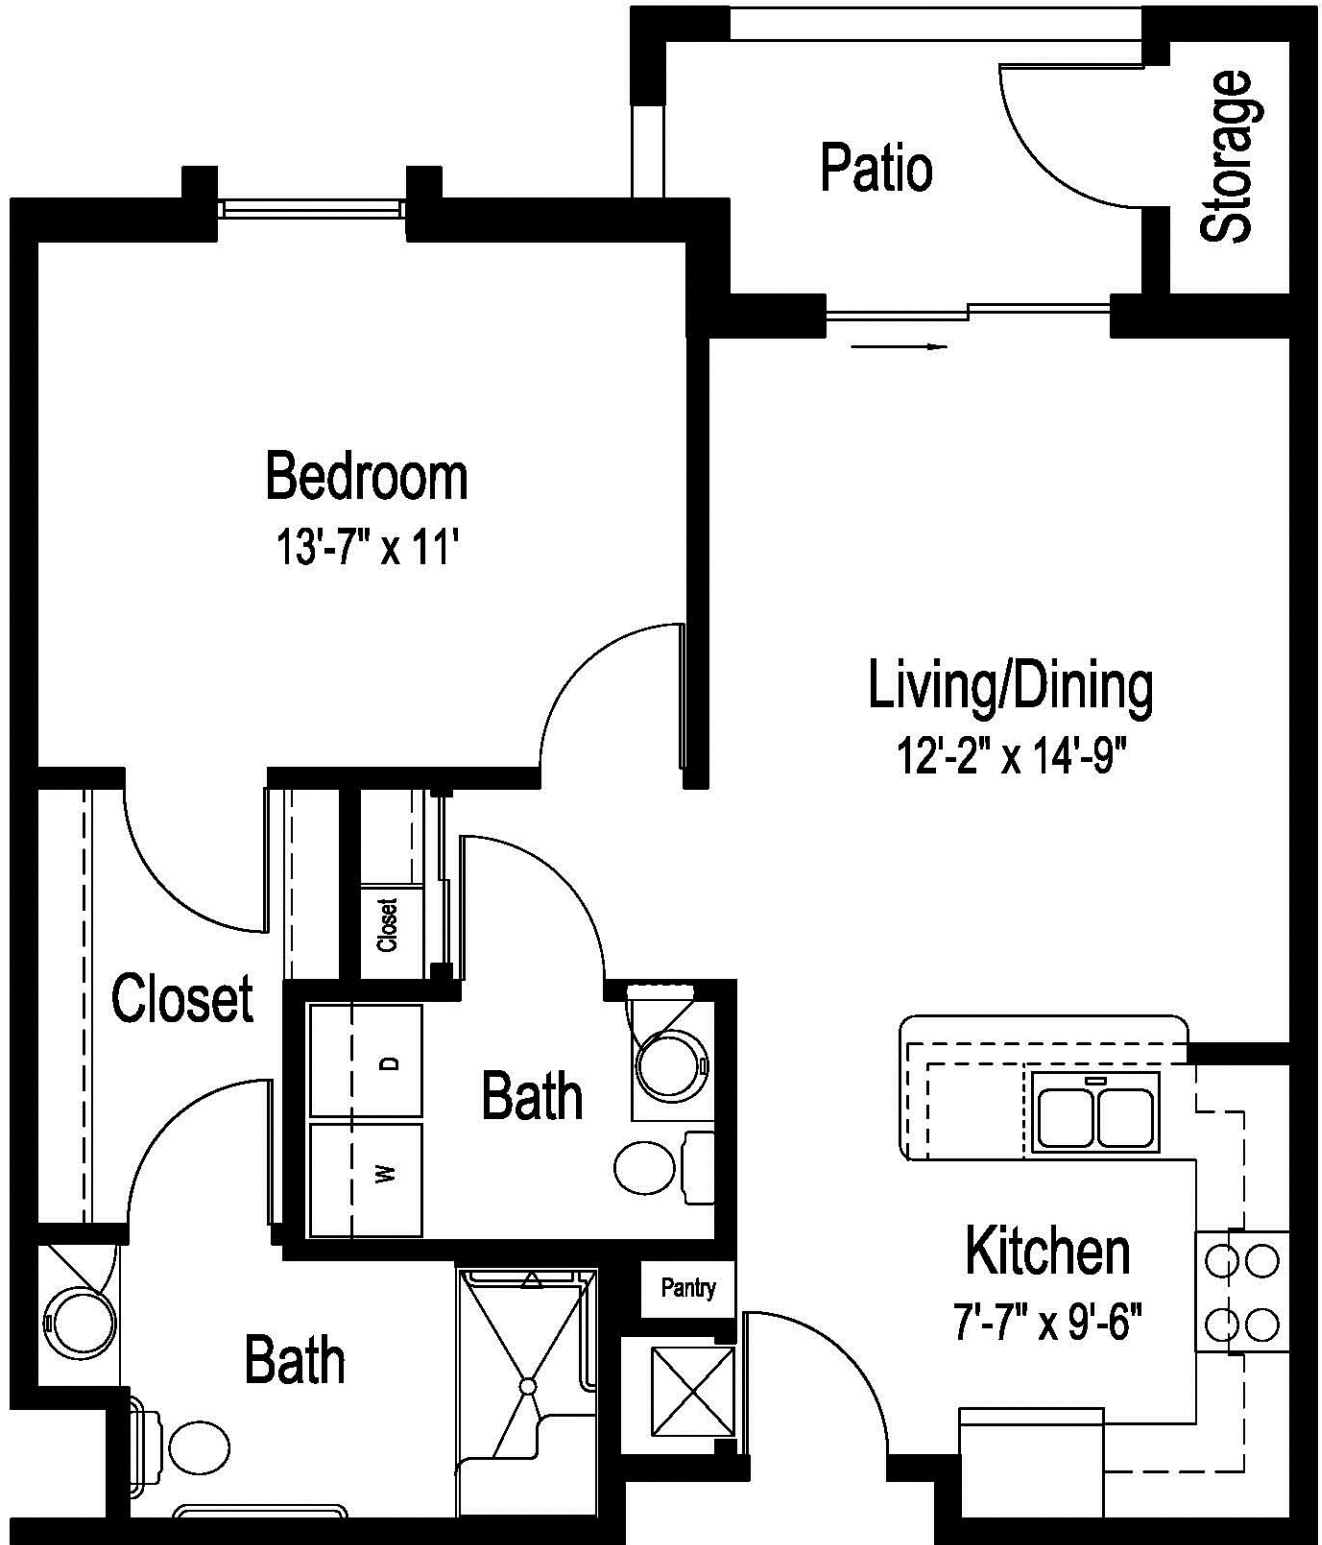 Patio
Storage
Bedroom
13'-7" x 11'
Living/Dining
12'-2" x 14'-9"
Closet
Closet
D
Bath
W
Kitchen
7'-7" x 9'-6"
Pantry
Bath